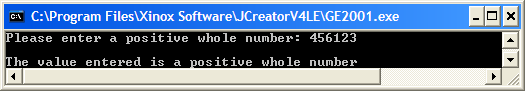 C:\Program Files\Xinox Software\JCreatorV4LE\GE2001.exe
Please enter a positive whole number: 456123
The value entered is a positive whole number